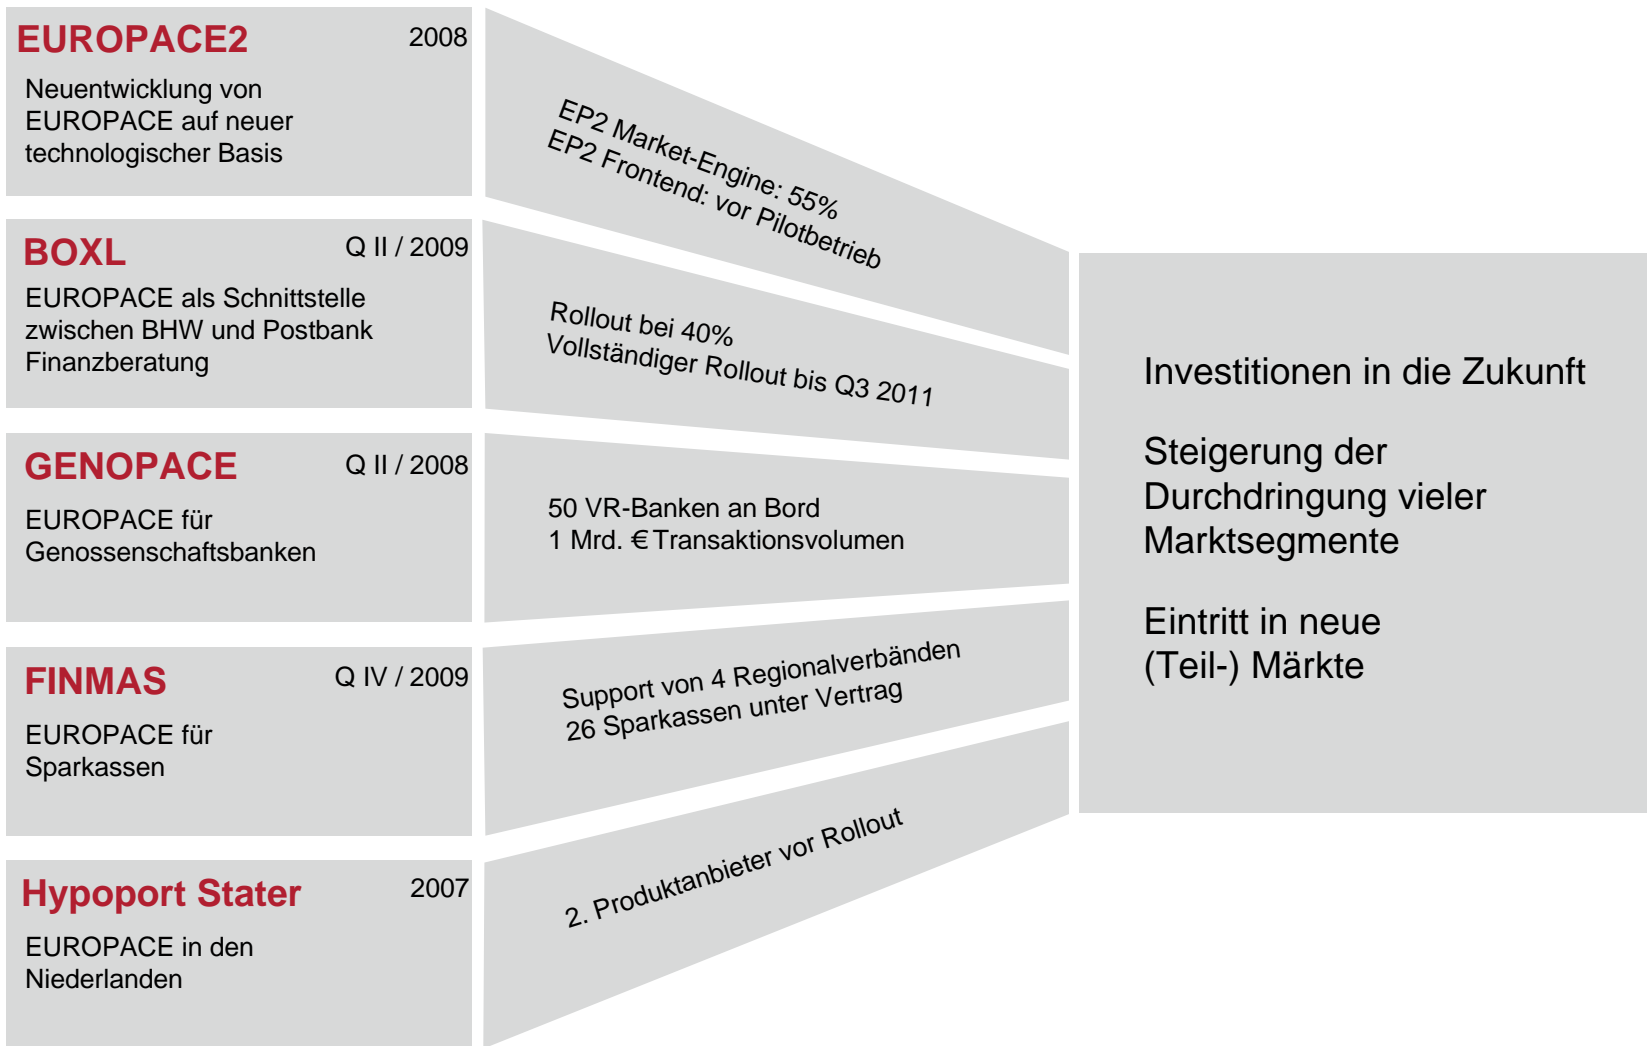 EUROPACE2 2008
Neuentwicklung von
EUROPACE auf neuer
technologischer Basis
EP2 Market-Engine: 55%
EP2 Frontend: vor Pilotbetrieb
BOXL Q II / 2009
EUROPACE als Schnittstelle
zwischen BHW und Postbank
Finanzberatung
Rollout bei 40%
Vollständiger Rollout bis Q3 2011
GENOPACE Q II / 2008
EUROPACE für
Genossenschaftsbanken
50 VR-Banken an Bord
1 Mrd. € Transaktionsvolumen
FINMAS Q IV / 2009
EUROPACE für
Sparkassen
Support von 4 Regionalverbänden
26 Sparkassen unter Vertrag
Hypoport Stater 2007
EUROPACE in den
Niederlanden
2. Produktanbieter vor Rollout
Investitionen in die Zukunft
Steigerung der
Durchdringung vieler
Marktsegmente
Eintritt in neue
(Teil-) Märkte